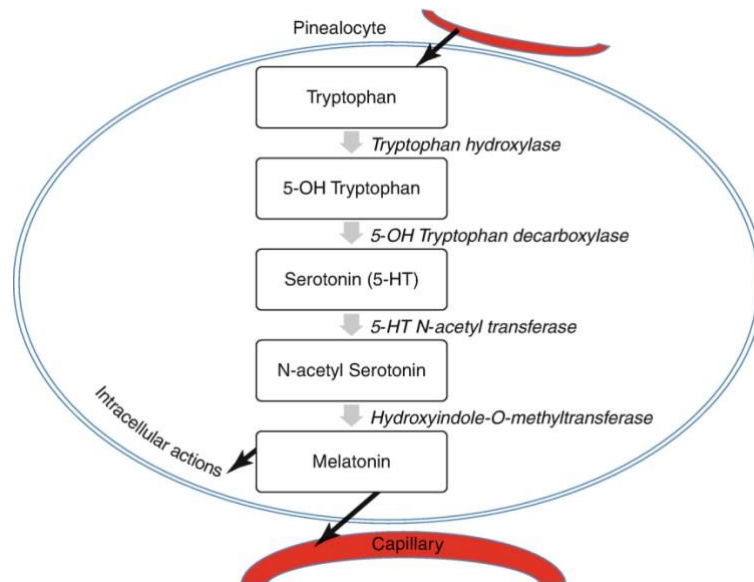 Pinealocyte
Tryptophan
Tryptophan hydroxylase
5-OH Tryptophan
5-OH Tryptophan decarboxylase
Serotonin (5-HT)
5-HT N-acetyl transferase
N-acetyl Serotonin
Hydroxyindole-O-methyltransferase
Intracellular actions
Melatonin
Capillary